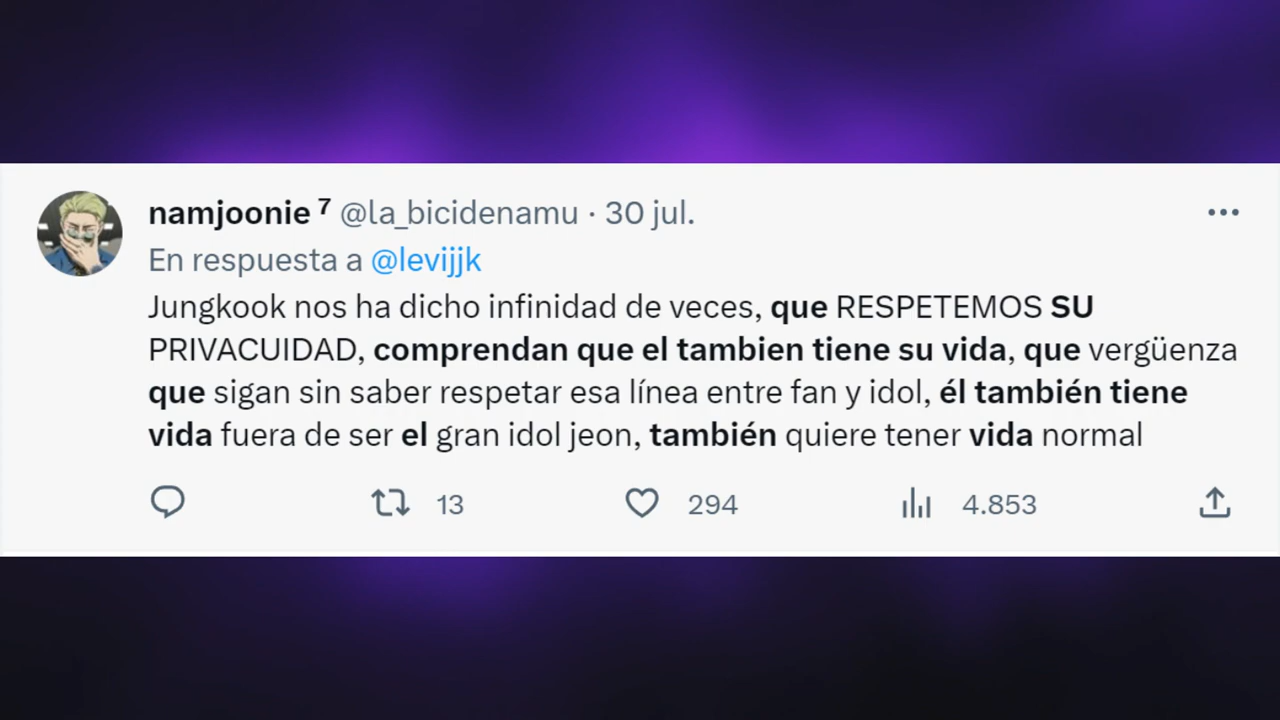 namjoonie ⁷ @la_bicidenamu · 30 jul.
En respuesta a @levijjk
Jungkook nos ha dicho infinidad de veces, que RESPETEMOS SU
PRIVACUIDAD, comprendan que el tambien tiene su vida, que vergüenza
que sigan sin saber respetar esa línea entre fan y idol, él también tiene
vida fuera de ser el gran idol jeon, también quiere tener vida normal
13 294 4.853